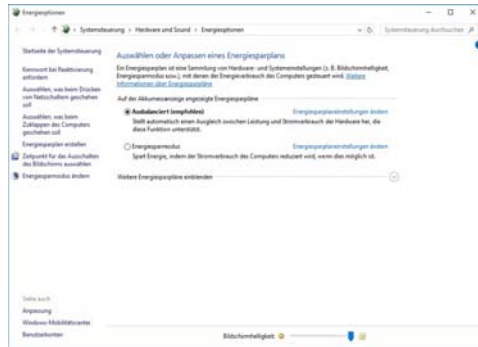 Energieoptionen
Systemsteuerung > Hardware und Sound > Energieoptionen
Systemsteuerung durchsuchen
Startseite der Systemsteuerung
Kennwort bei Reaktivierung
anfordern
Auswählen, was beim Drücken
von Netzschaltern geschehen
soll
Auswählen, was beim
Zuklappen des Computers
geschehen soll
Energiesparplan erstellen
Zeitpunkt für das Ausschalten
des Bildschirms auswählen
Energiesparmodus ändern
Auswählen oder Anpassen eines Energiesparplans
Ein Energiesparplan ist eine Sammlung von Hardware- und Systemeinstellungen (z. B. Bildschirmhelligkeit,
Energiesparmodus usw.), mit denen der Energieverbrauch des Computers gesteuert wird. Weitere
Informationen über Energiesparpläne
Auf der Akkumessanzeige angezeigte Energiesparpläne
Ausbalanciert (empfohlen) Energiesparplaneinstellungen ändern
Stellt automatisch einen Ausgleich zwischen Leistung und Stromverbrauch der Hardware her, die
diese Funktion unterstützt.
Energiesparmodus Energiesparplaneinstellungen ändern
Spart Energie, indem der Stromverbrauch des Computers reduziert wird, wenn dies möglich ist.
Weitere Energiesparpläne einblenden
Siehe auch
Anpassung
Windows-Mobilitätscenter
Benutzerkonten
Bildschirmhelligkeit: